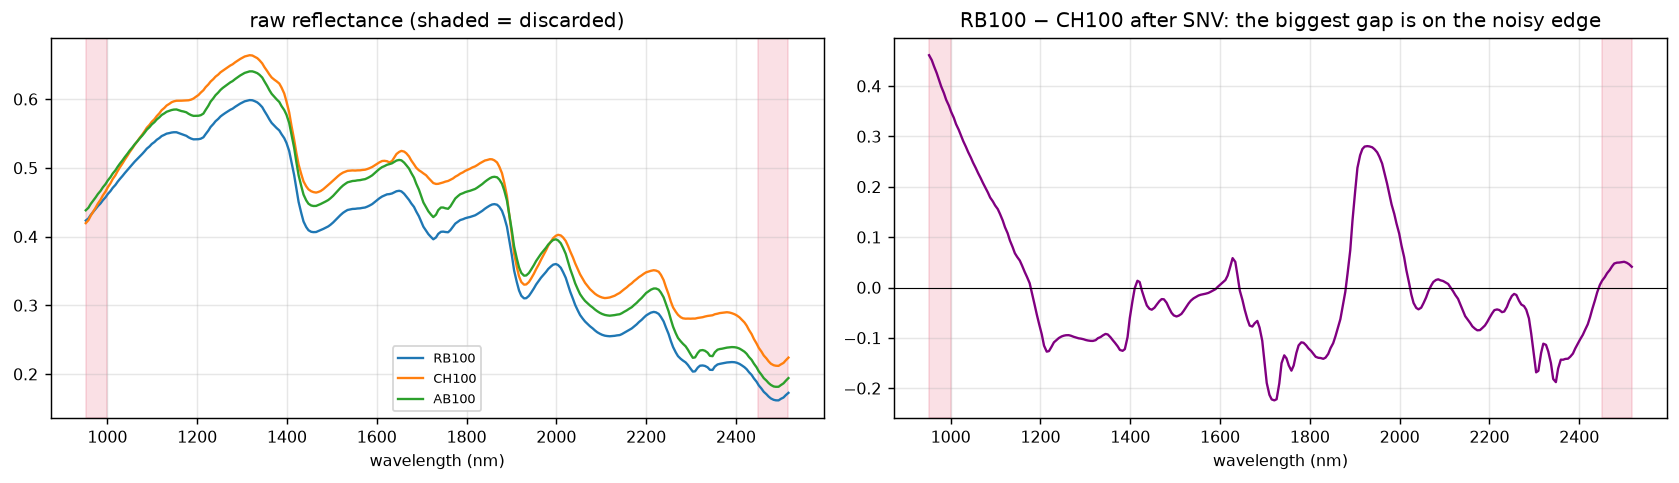 raw reflectance (shaded = discarded)
0.6
0.5
0.4
0.3
0.2
RB100
CH100
AB100
1000 1200 1400 1600 1800 2000 2200 2400
wavelength (nm)
RB100 − CH100 after SNV: the biggest gap is on the noisy edge
0.4
0.3
0.2
0.1
0.0
−0.1
−0.2
1000 1200 1400 1600 1800 2000 2200 2400
wavelength (nm)